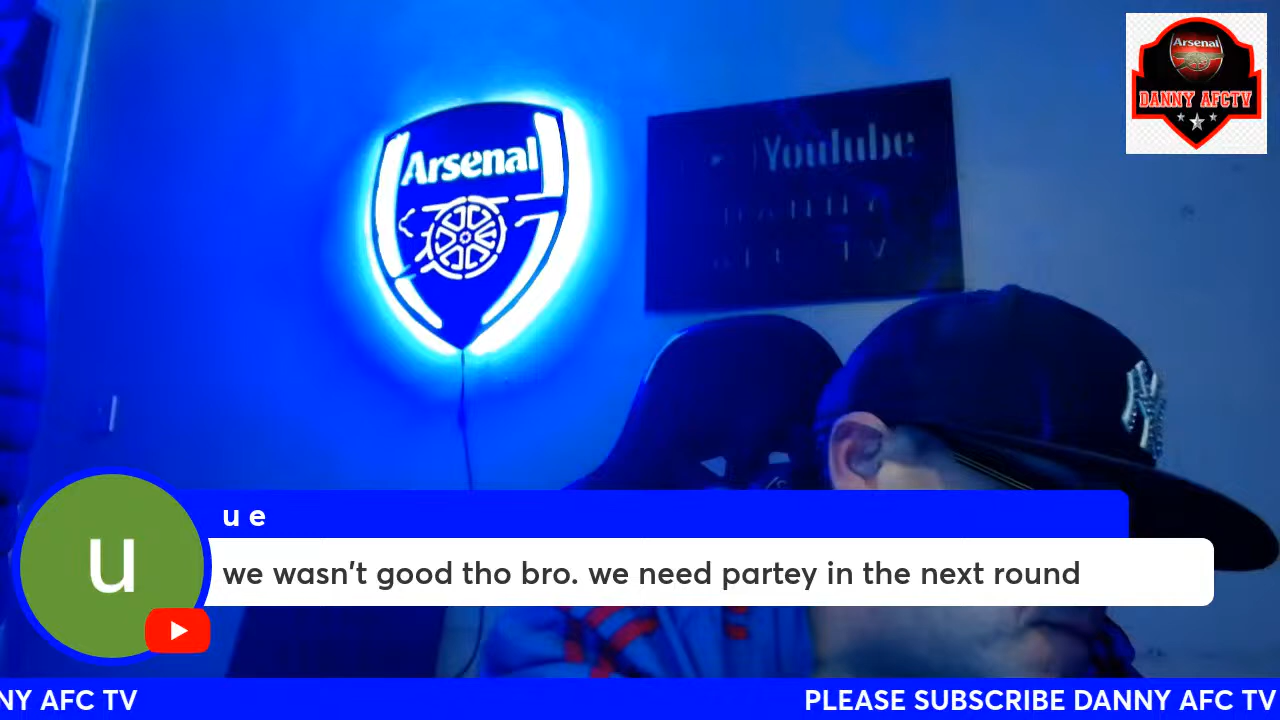 Arsenal
DANNY AFCTV
Arsenal
Youtube
NY
u
u e
we wasn't good tho bro. we need partey in the next round
NY AFC TV
PLEASE SUBSCRIBE DANNY AFC TV